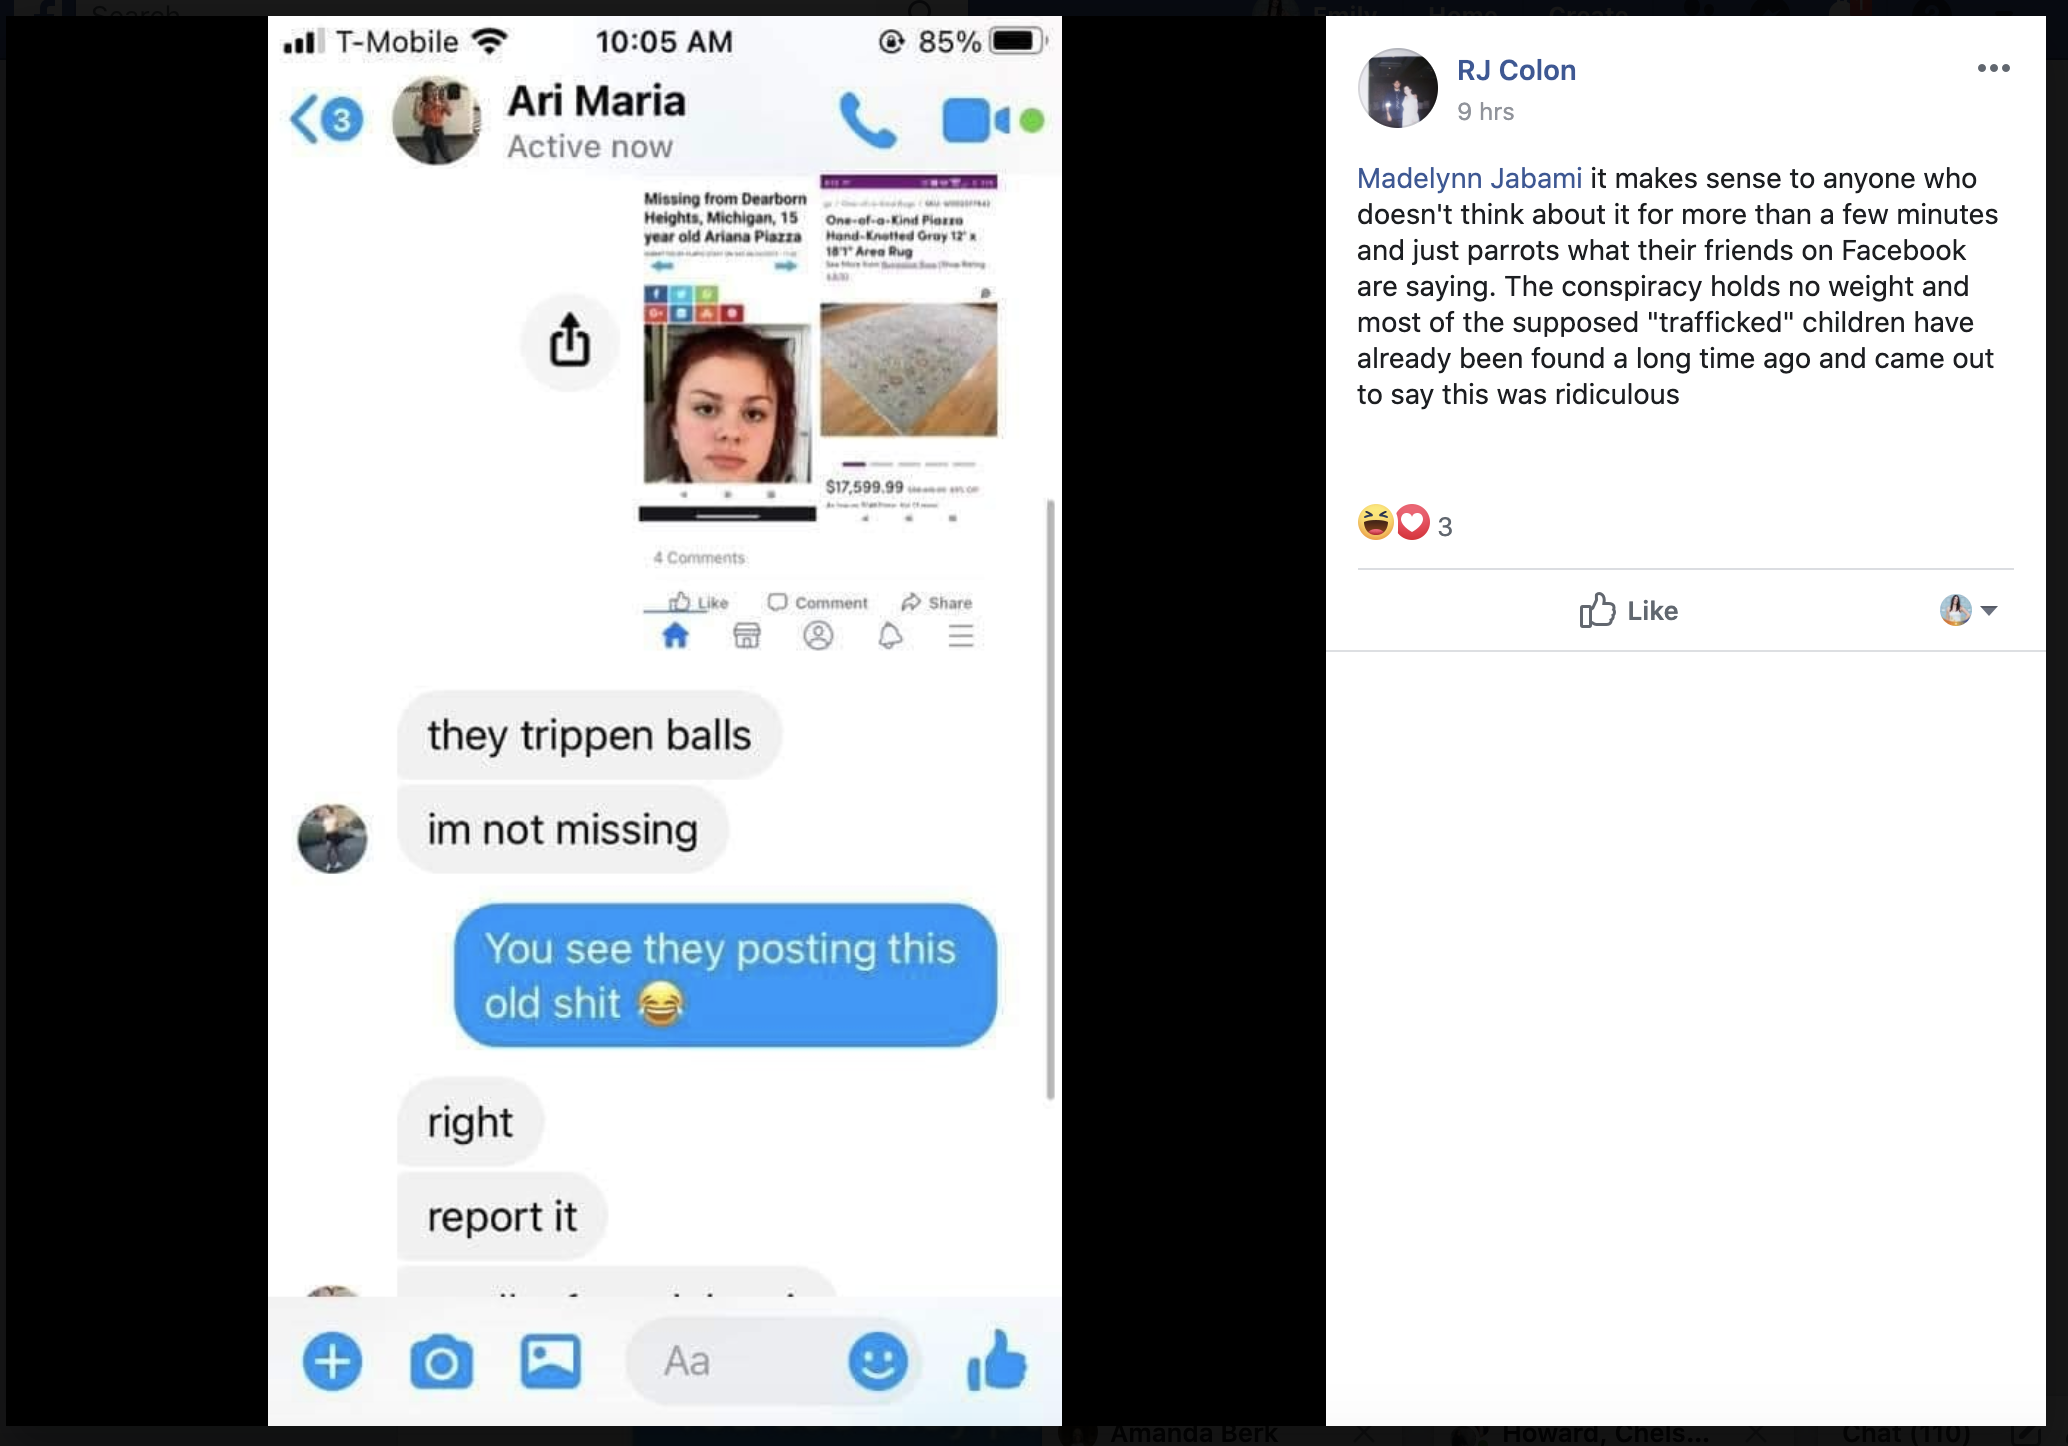 Search
Emily
Home
Create
T-Mobile
10:05 AM
85%
3
Ari Maria
Active now
Missing from Dearborn
Heights, Michigan, 15
year old Ariana Piazza
One-of-a-Kind Piazza
Hand-Knotted Gray 12' x
18'1" Area Rug
$17,599.99
4 Comments
Like
Comment
Share
they trippen balls
im not missing
You see they posting this
old shit 😂
right
report it
Aa
RJ Colon
9 hrs
Madelynn Jabami it makes sense to anyone who
doesn't think about it for more than a few minutes
and just parrots what their friends on Facebook
are saying. The conspiracy holds no weight and
most of the supposed "trafficked" children have
already been found a long time ago and came out
to say this was ridiculous
3
Like
Amanda Berk
Howard, Chels...
Chat (110)